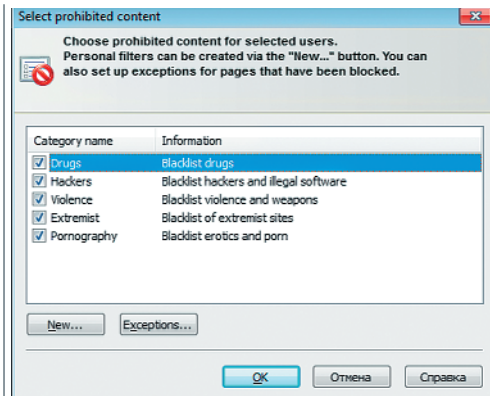 Select prohibited content
Choose prohibited content for selected users.
Personal filters can be created via the "New..." button. You can
also set up exceptions for pages that have been blocked.
Category name Information
Drugs Blacklist drugs
Hackers Blacklist hackers and illegal software
Violence Blacklist violence and weapons
Extremist Blacklist of extremist sites
Pornography Blacklist erotics and porn
New... Exceptions...
OK Отмена Справка